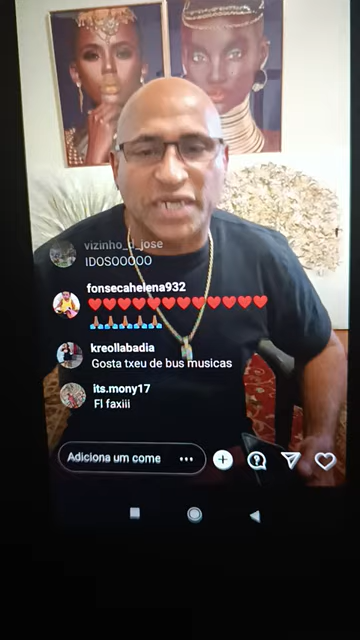 vizinho_d_jose
IDOSOOOOO
fonsecahelena932
kreollabadia
Gosta txeu de bus musicas
its.mony17
Fl faxiii
Adiciona um come